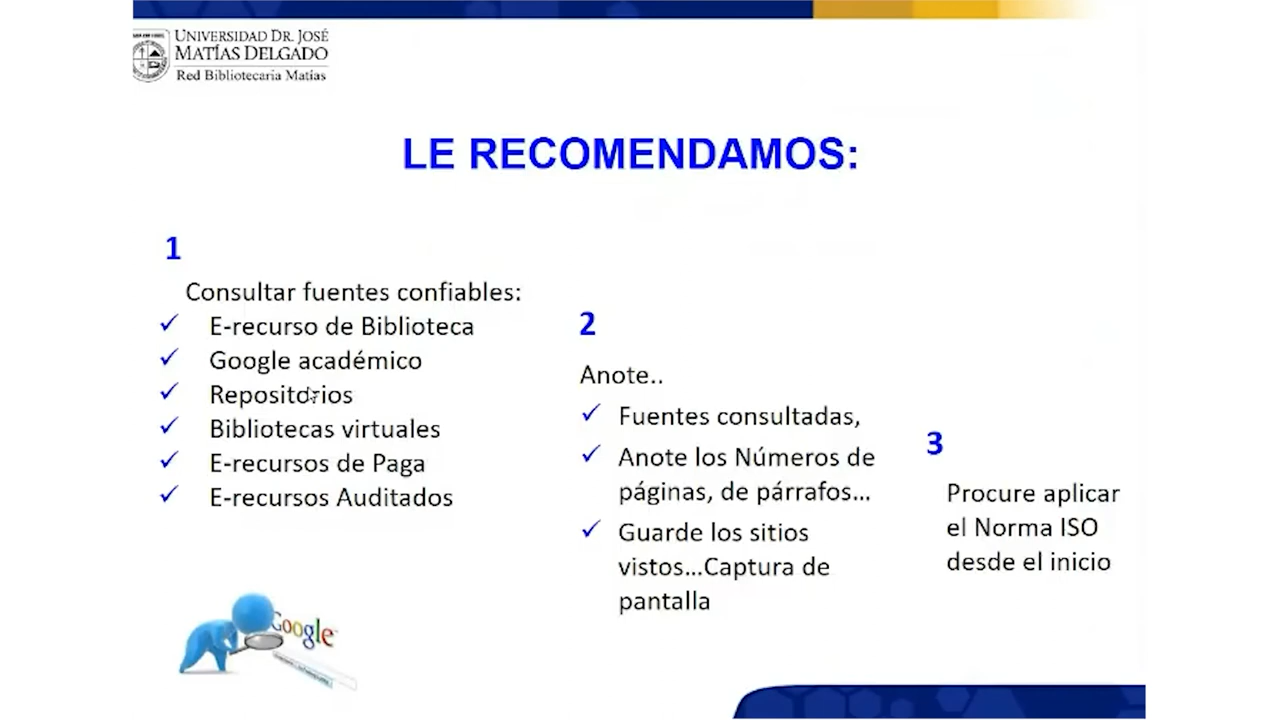 UNIVERSIDAD DR. JOSÉ
MATÍAS DELGADO
Red Bibliotecaria Matías
LE RECOMENDAMOS:
1
Consultar fuentes confiables:
E-recurso de Biblioteca
Google académico
Repositorios
Bibliotecas virtuales
E-recursos de Paga
E-recursos Auditados
2
Anote..
Fuentes consultadas,
Anote los Números de
páginas, de párrafos...
Guarde los sitios
vistos...Captura de
pantalla
3
Procure aplicar
el Norma ISO
desde el inicio
Google